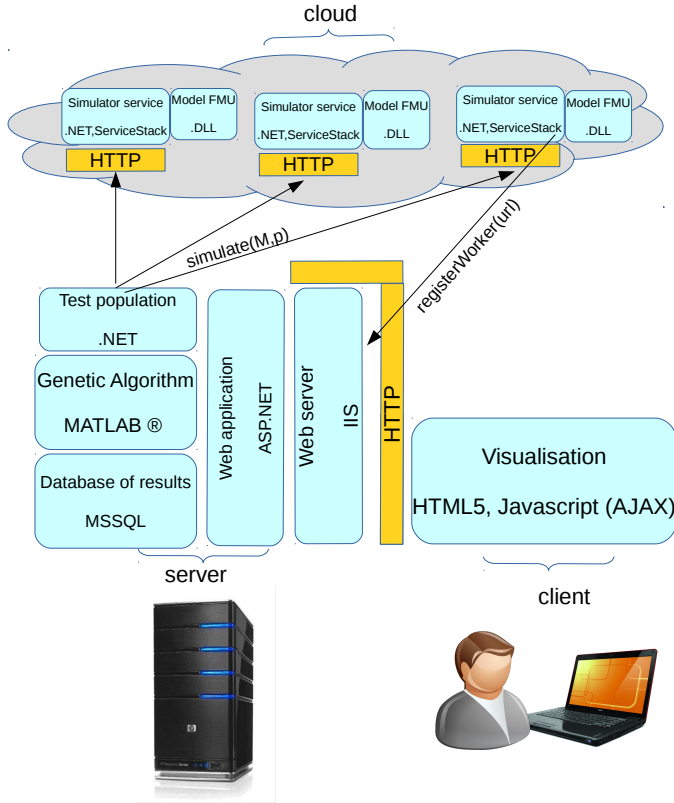 cloud
Simulator service
.NET,ServiceStack
Model FMU
.DLL
HTTP
Simulator service
.NET,ServiceStack
Model FMU
.DLL
HTTP
Simulator service
.NET,ServiceStack
Model FMU
.DLL
HTTP
simulate(M,p)
registerWorker(url)
Test population
.NET
Genetic Algorithm
MATLAB ®
Database of results
MSSQL
Web application
ASP.NET
Web server
IIS
HTTP
Visualisation
HTML5, Javascript (AJAX)
server
client
hp